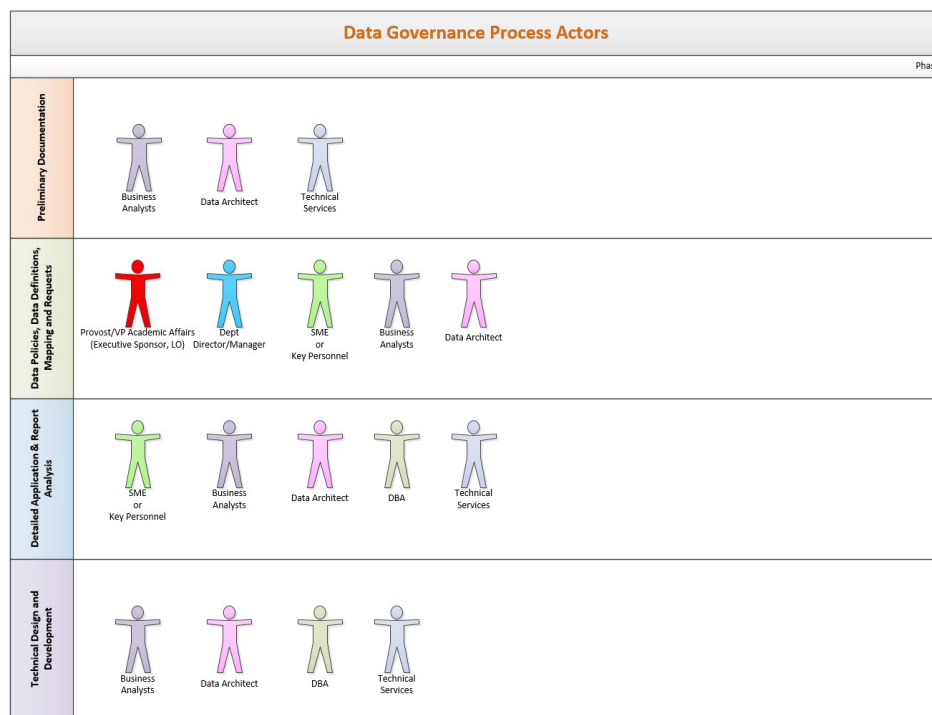 Data Governance Process Actors
Phas
Preliminary Documentation
Business
Analysts
Data Architect
Technical
Services
Data Policies, Data Definitions,
Mapping and Requests
Provost/VP Academic Affairs
(Executive Sponsor, LO)
Dept
Director/Manager
SME
or
Key Personnel
Business
Analysts
Data Architect
Detailed Application & Report
Analysis
SME
or
Key Personnel
Business
Analysts
Data Architect
DBA
Technical
Services
Technical Design and
Development
Business
Analysts
Data Architect
DBA
Technical
Services